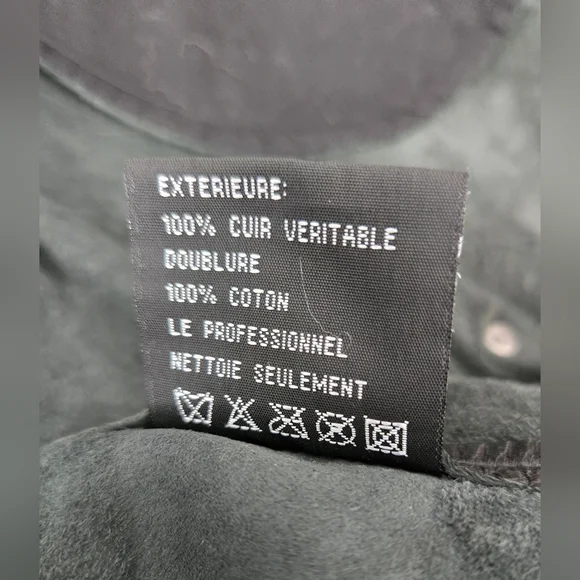 EXTERIEURE:
100% CUIR VERITABLE
DOUBLURE
100% COTON
LE PROFESSIONNEL
NETTOIE SEULEMENT